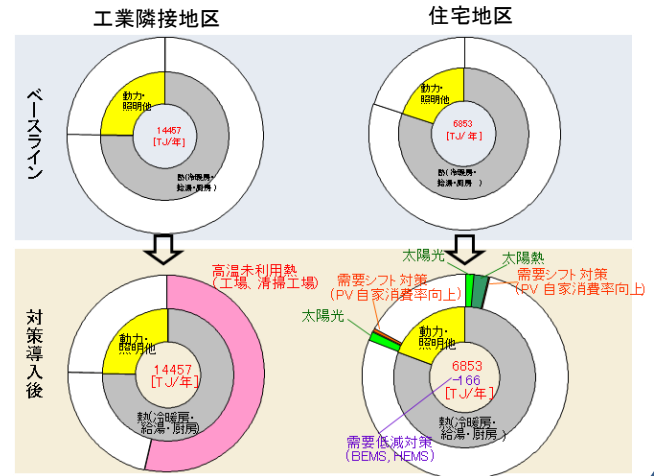 工業隣接地区
住宅地区
ベースライン
動力・
照明他
14457
[TJ/年]
熱(冷暖房・
給湯・厨房)
動力・
照明他
6853
[TJ/年]
熱(冷暖房・
給湯・厨房 )
対策導入後
高温未利用熱
(工場、清掃工場)
動力・
照明他
14457
[TJ/年]
熱(冷暖房・
給湯・厨房)
太陽光
太陽熱
需要シフト対策
(PV自家消費率向上)
需要シフト対策
(PV自家消費率向上)
太陽光
動力・
照明他
6853
-166
[TJ/年]
熱(冷暖房・
給湯・厨房 )
需要低減対策
(BEMS, HEMS)